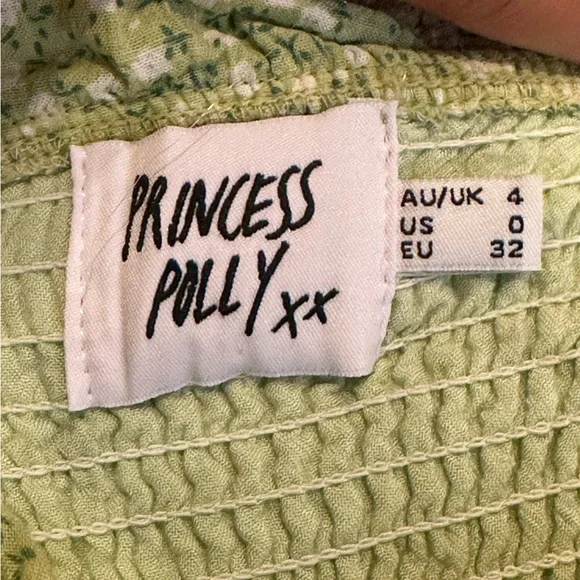 PRINCESS
POLLY xx
AU/UK 4
US 0
EU 32